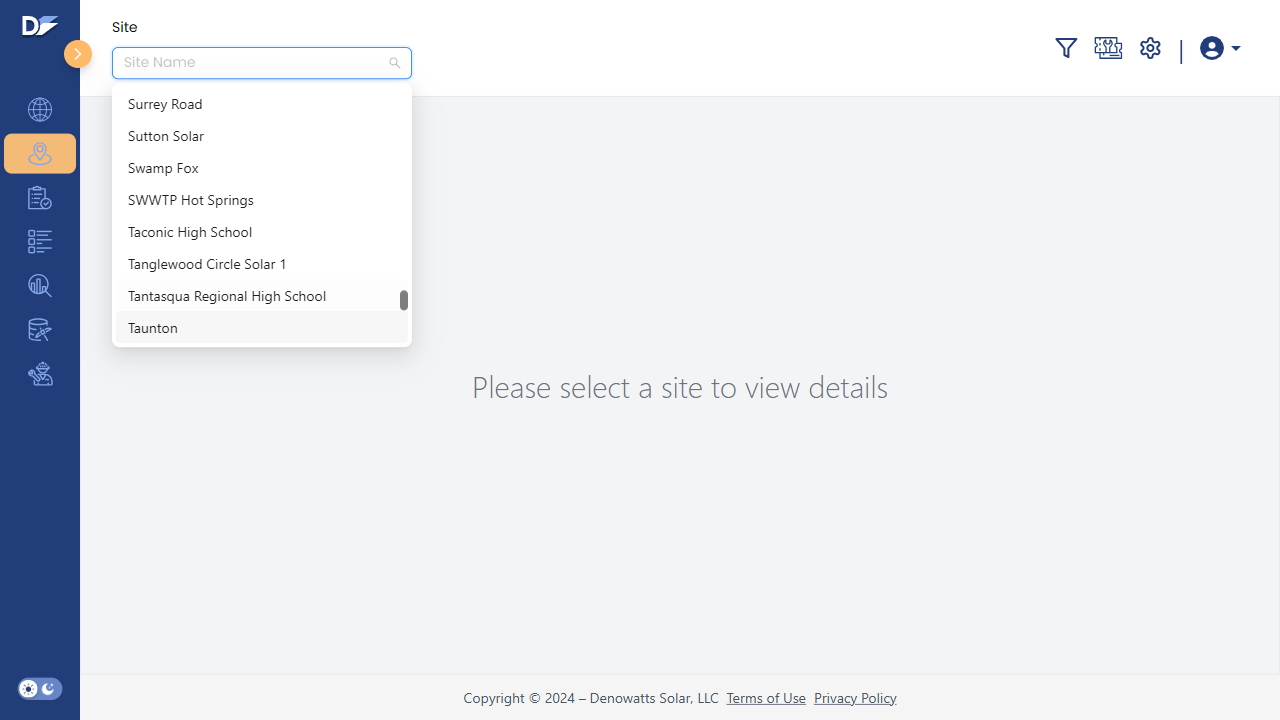 Site
Site Name
Surrey Road
Sutton Solar
Swamp Fox
SWWTP Hot Springs
Taconic High School
Tanglewood Circle Solar 1
Tantasqua Regional High School
Taunton
Please select a site to view details
Copyright © 2024 – Denowatts Solar, LLC Terms of Use Privacy Policy